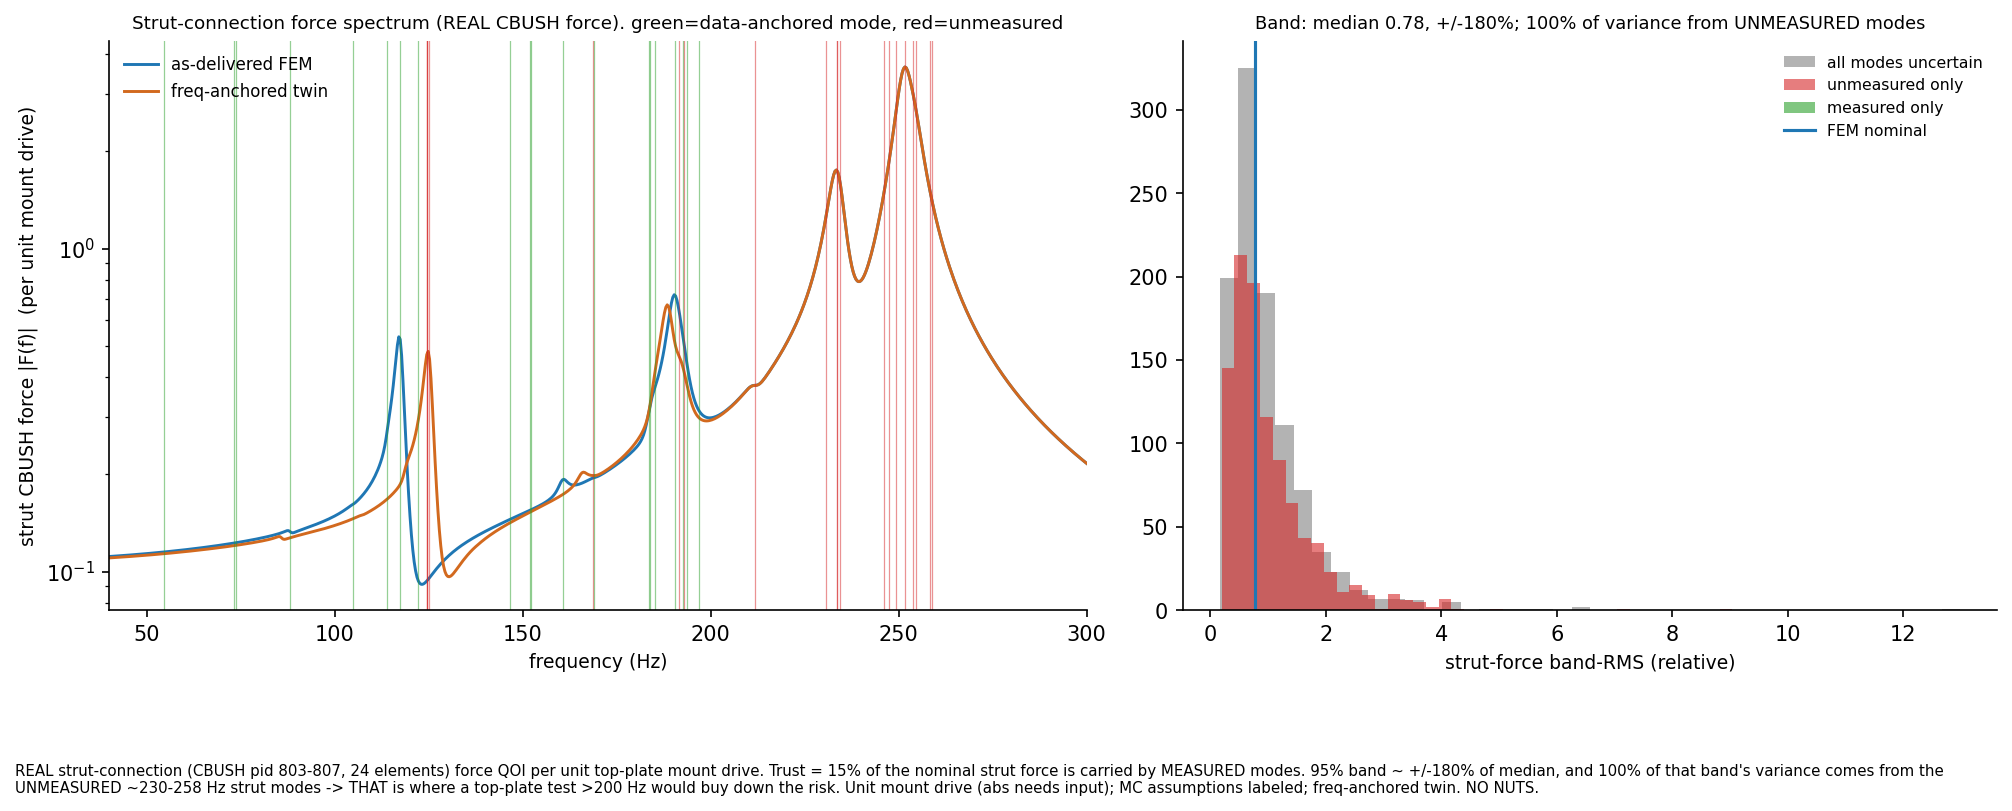 Strut-connection force spectrum (REAL CBUSH force). green=data-anchored mode, red=unmeasured
as-delivered FEM
freq-anchored twin
strut CBUSH force |F(f)|  (per unit mount drive)
10⁰
10⁻¹
50
100
150
200
250
300
frequency (Hz)
Band: median 0.78, +/-180%; 100% of variance from UNMEASURED modes
all modes uncertain
unmeasured only
measured only
FEM nominal
300
250
200
150
100
50
0
0
2
4
6
8
10
12
strut-force band-RMS (relative)
REAL strut-connection (CBUSH pid 803-807, 24 elements) force QOI per unit top-plate mount drive. Trust = 15% of the nominal strut force is carried by MEASURED modes. 95% band ~ +/-180% of median, and 100% of that band's variance comes from the
UNMEASURED ~230-258 Hz strut modes -> THAT is where a top-plate test >200 Hz would buy down the risk. Unit mount drive (abs needs input); MC assumptions labeled; freq-anchored twin. NO NUTS.